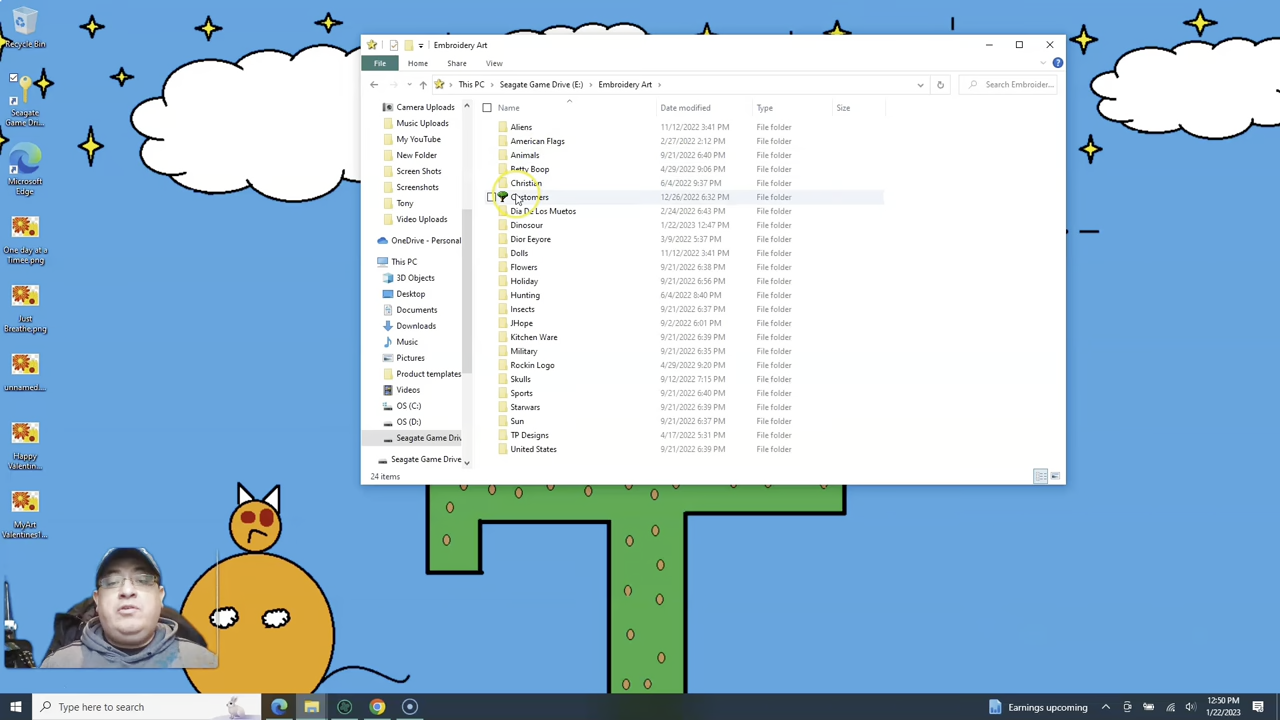 Recycle Bin
Seagate
Game Dri...
Microsoft
Edge
3The day at a
Timee.png
Just
Breathe.png
unnamed....
Happy
Valentin...
MyArt
Valentines1...
Embroidery Art
File
Home
Share
View
This PC
Seagate Game Drive (E:)
Embroidery Art
Search Embroider...
Camera Uploads
Music Uploads
My YouTube
New Folder
Screen Shots
Screenshots
Tony
Video Uploads
OneDrive - Personal
This PC
3D Objects
Desktop
Documents
Downloads
Music
Pictures
Product templates
Videos
OS (C:)
OS (D:)
Seagate Game Driv
Seagate Game Drive
Name Date modified Type Size
Aliens 11/12/2022 3:41 PM File folder
American Flags 2/27/2022 2:12 PM File folder
Animals 9/21/2022 6:40 PM File folder
Betty Boop 4/29/2022 9:06 PM File folder
Christian 6/4/2022 9:37 PM File folder
Customers 12/26/2022 6:32 PM File folder
Dia De Los Muetos 2/24/2022 6:43 PM File folder
Dinosour 1/22/2023 12:47 PM File folder
Dior Eeyore 3/9/2022 5:37 PM File folder
Dolls 11/12/2022 3:41 PM File folder
Flowers 9/21/2022 6:38 PM File folder
Holiday 9/21/2022 6:56 PM File folder
Hunting 6/4/2022 8:40 PM File folder
Insects 9/21/2022 6:37 PM File folder
JHope 9/2/2022 6:01 PM File folder
Kitchen Ware 9/21/2022 6:39 PM File folder
Military 9/21/2022 6:35 PM File folder
Rockin Logo 4/29/2022 9:20 PM File folder
Skulls 9/12/2022 7:15 PM File folder
Sports 9/21/2022 6:40 PM File folder
Starwars 9/21/2022 6:39 PM File folder
Sun 9/21/2022 6:37 PM File folder
TP Designs 4/17/2022 5:31 PM File folder
United States 9/21/2022 6:39 PM File folder
24 items
Type here to search
Earnings upcoming
12:50 PM
1/22/2023